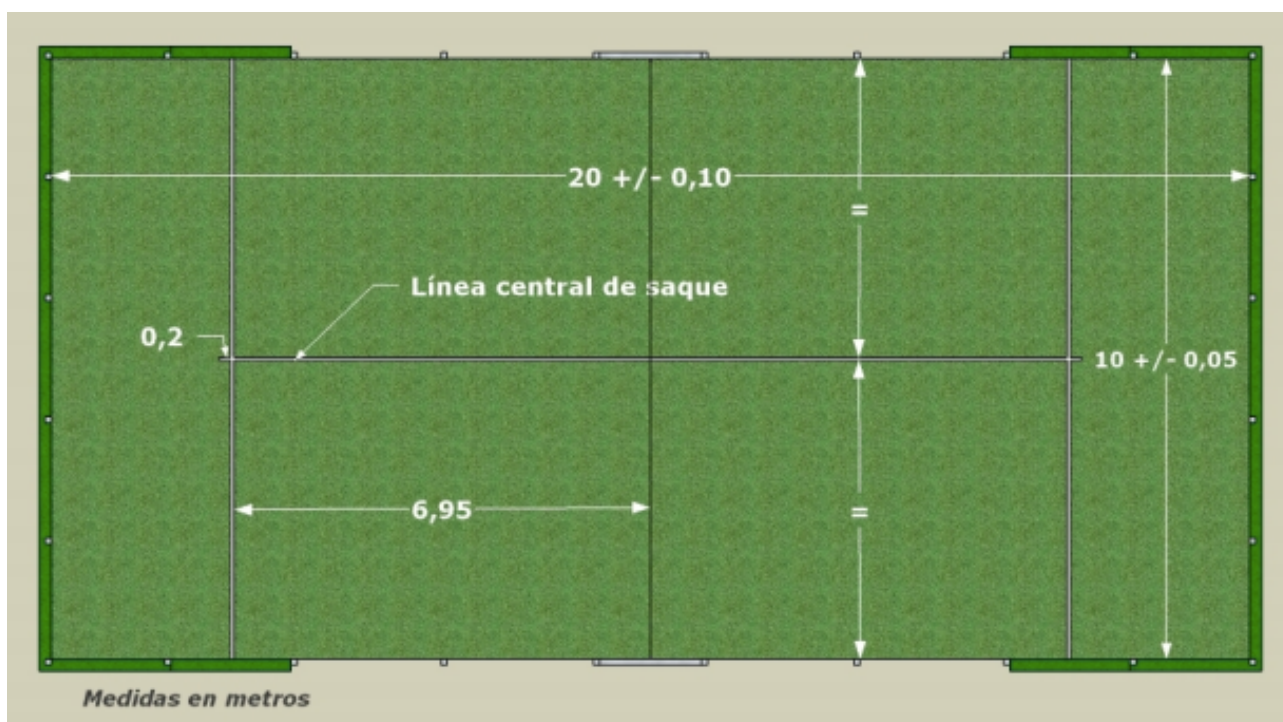 20 +/- 0,10
=
Línea central de saque
0,2
10 +/- 0,05
6,95
=
Medidas en metros